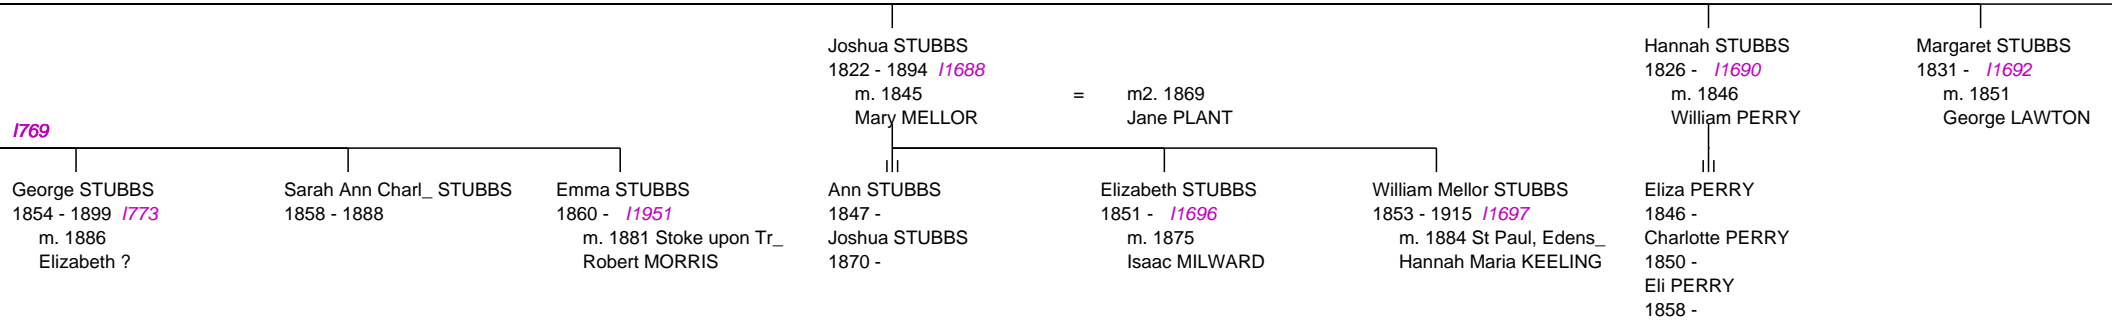 Joshua STUBBS
1822 - 1894 I1688
m. 1845 = m2. 1869
Mary MELLOR Jane PLANT
Hannah STUBBS
1826 - I1690
m. 1846
William PERRY
Margaret STUBBS
1831 - I1692
m. 1851
George LAWTON
I769
George STUBBS
1854 - 1899 I773
m. 1886
Elizabeth ?
Sarah Ann Charl_ STUBBS
1858 - 1888
Emma STUBBS
1860 - I1951
m. 1881 Stoke upon Tr_
Robert MORRIS
Ann STUBBS
1847 -
Joshua STUBBS
1870 -
Elizabeth STUBBS
1851 - I1696
m. 1875
Isaac MILWARD
William Mellor STUBBS
1853 - 1915 I1697
m. 1884 St Paul, Edens_
Hannah Maria KEELING
Eliza PERRY
1846 -
Charlotte PERRY
1850 -
Eli PERRY
1858 -